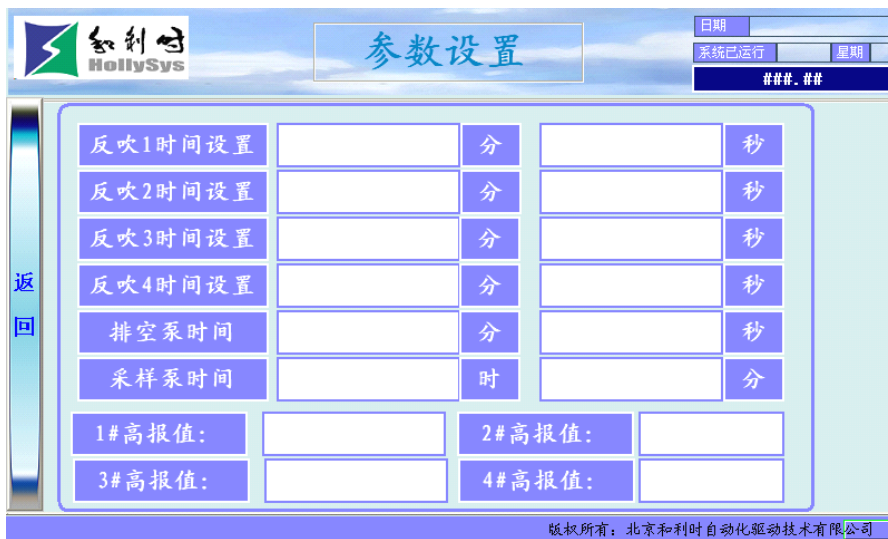 和利时
HollySys
参数设置
日期
系统已运行 星期
###.##
反吹1时间设置 分 秒
反吹2时间设置 分 秒
反吹3时间设置 分 秒
反吹4时间设置 分 秒
排空泵时间 分 秒
采样泵时间 时 分
1#高报值: 2#高报值:
3#高报值: 4#高报值:
返
回
版权所有：北京和利时自动化驱动技术有限公司